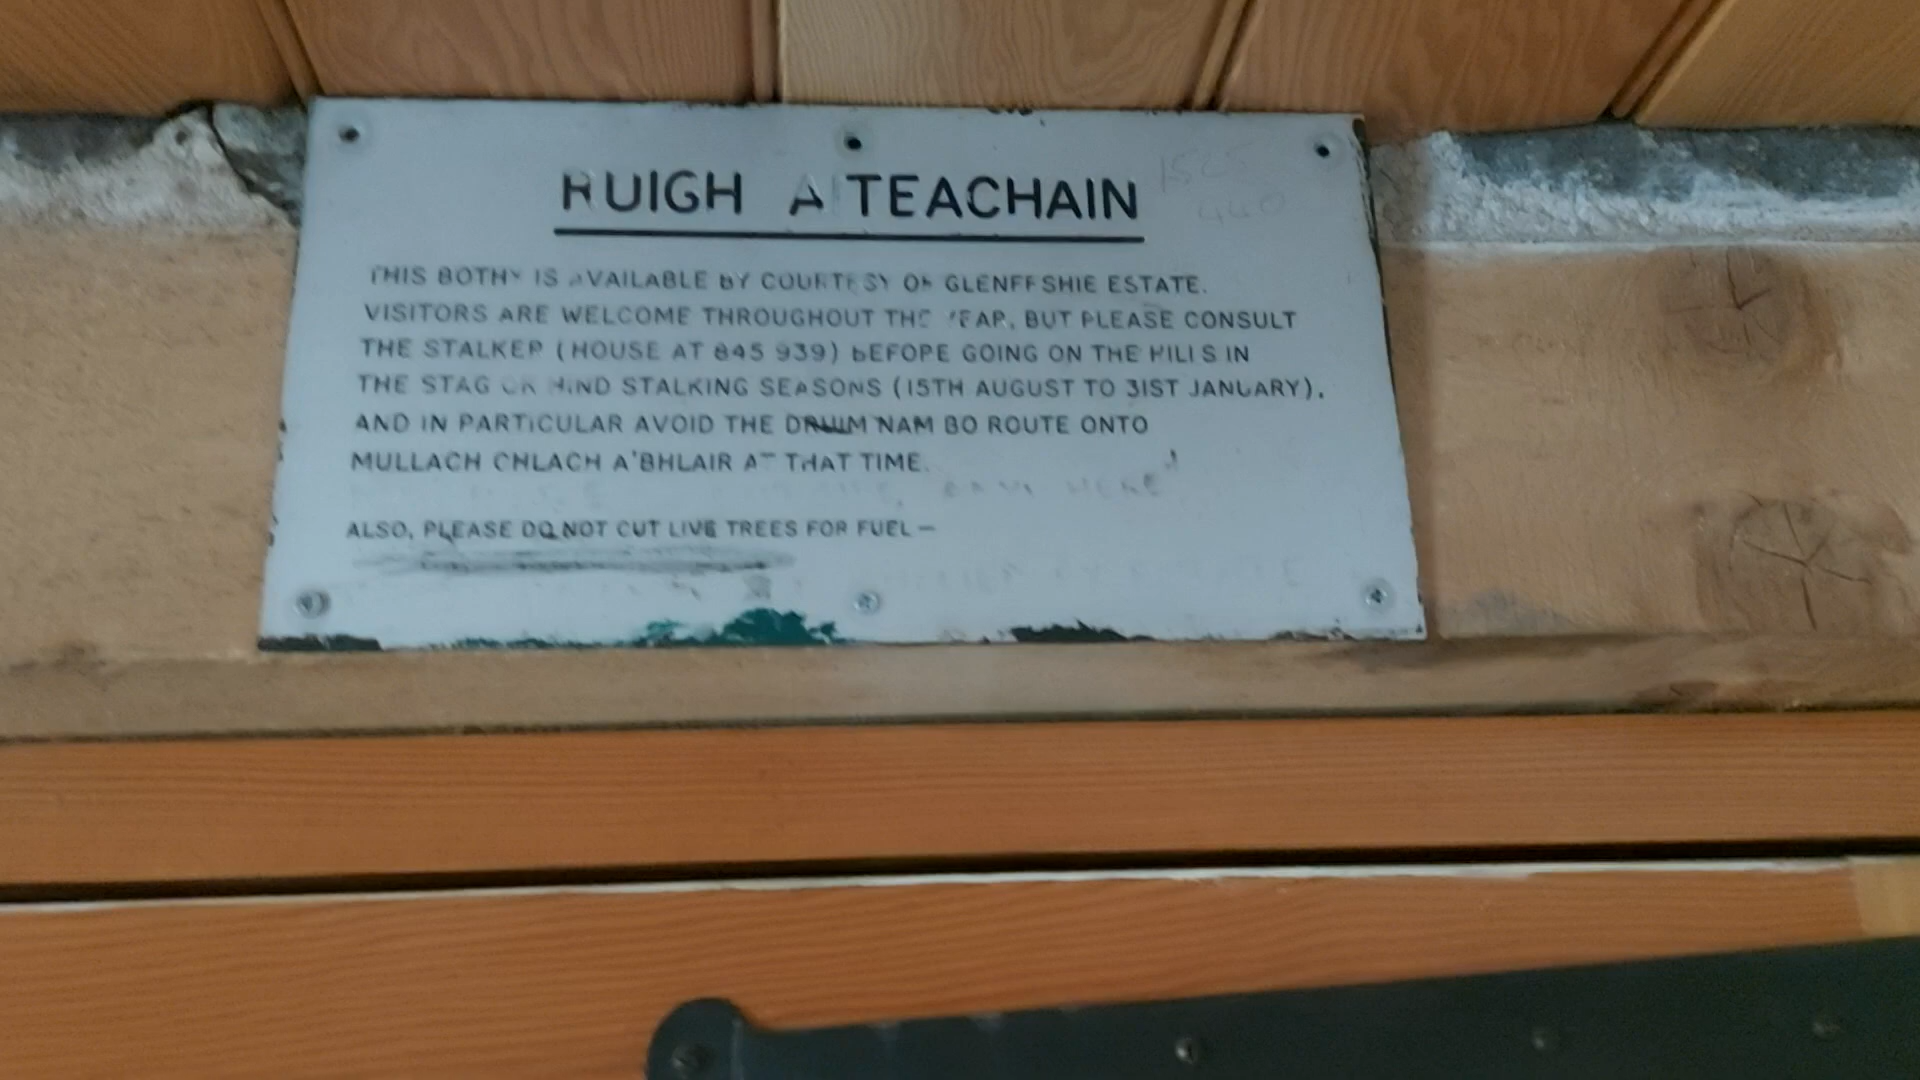 RUIGH AITEACHAIN
THIS BOTHY IS AVAILABLE BY COURTESY OF GLENFESHIE ESTATE.
VISITORS ARE WELCOME THROUGHOUT THE YEAR, BUT PLEASE CONSULT
THE STALKER (HOUSE AT 845 939) BEFORE GOING ON THE HILLS IN
THE STAG OR HIND STALKING SEASONS (15TH AUGUST TO 31ST JANUARY),
AND IN PARTICULAR AVOID THE DRUIM NAM BO ROUTE ONTO
MULLACH CHLACH A'BHLAIR AT THAT TIME.
ALSO, PLEASE DO NOT CUT LIVE TREES FOR FUEL —